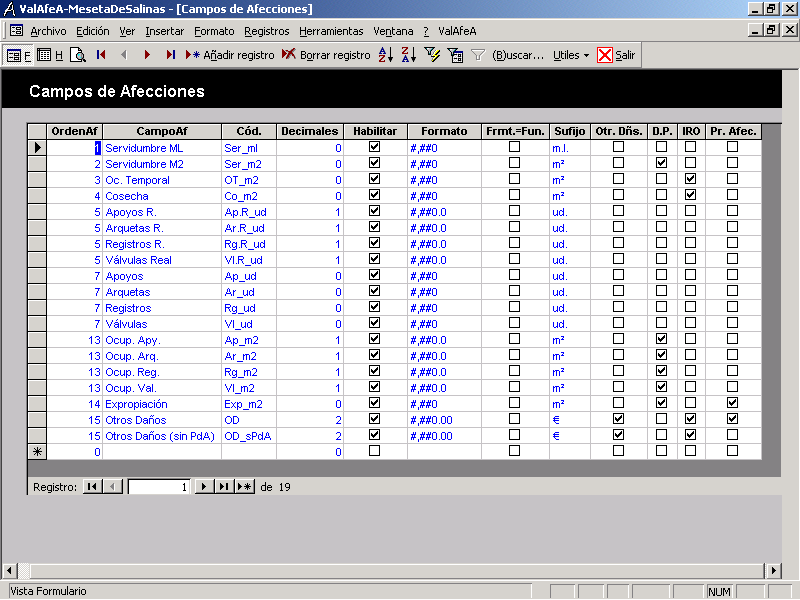 ValAfeA-MesetaDeSalinas - [Campos de Afecciones]
Archivo Edición Ver Insertar Formato Registros Herramientas Ventana ? ValAfeA
F H Añadir registro Borrar registro (B)uscar... Utiles Salir
Campos de Afecciones
OrdenAf CampoAf Cód. Decimales Habilitar Formato Frmt.=Fun. Sufijo Otr. Dñs. D.P. IRO Pr. Afec.
1 Servidumbre ML Ser_ml 0 #,##0 m.l.
2 Servidumbre M2 Ser_m2 0 #,##0 m²
3 Oc. Temporal OT_m2 0 #,##0 m²
4 Cosecha Co_m2 0 #,##0 m²
5 Apoyos R. Ap.R_ud 1 #,##0.0 ud.
5 Arquetas R. Ar.R_ud 1 #,##0.0 ud.
5 Registros R. Rg.R_ud 1 #,##0.0 ud.
5 Válvulas Real Vl.R_ud 1 #,##0.0 ud.
7 Apoyos Ap_ud 0 #,##0 ud.
7 Arquetas Ar_ud 0 #,##0 ud.
7 Registros Rg_ud 0 #,##0 ud.
7 Válvulas Vl_ud 0 #,##0 ud.
13 Ocup. Apy. Ap_m2 1 #,##0.0 m²
13 Ocup. Arq. Ar_m2 1 #,##0.0 m²
13 Ocup. Reg. Rg_m2 1 #,##0.0 m²
13 Ocup. Val. Vl_m2 1 #,##0.0 m²
14 Expropiación Exp_m2 0 #,##0 m²
15 Otros Daños OD 2 #,##0.00 €
15 Otros Daños (sin PdA) OD_sPdA 2 #,##0.00 €
0 0
Registro: 1 de 19
Vista Formulario NUM